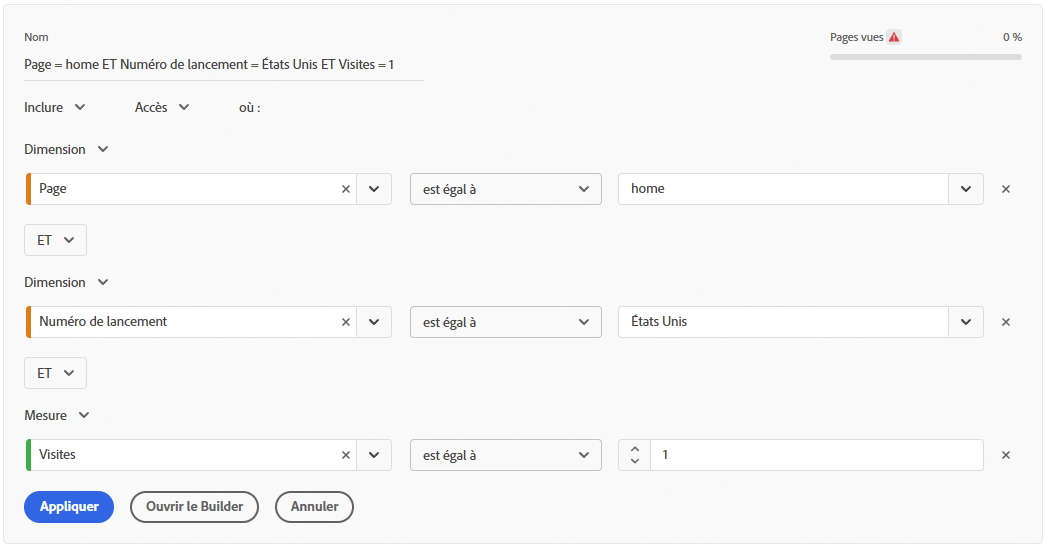 Nom
Pages vues 0 %
Page = home ET Numéro de lancement = États Unis ET Visites = 1
Inclure Accès où :
Dimension
Page est égal à home
ET
Dimension
Numéro de lancement est égal à États Unis
ET
Mesure
Visites est égal à 1
Appliquer Ouvrir le Builder Annuler